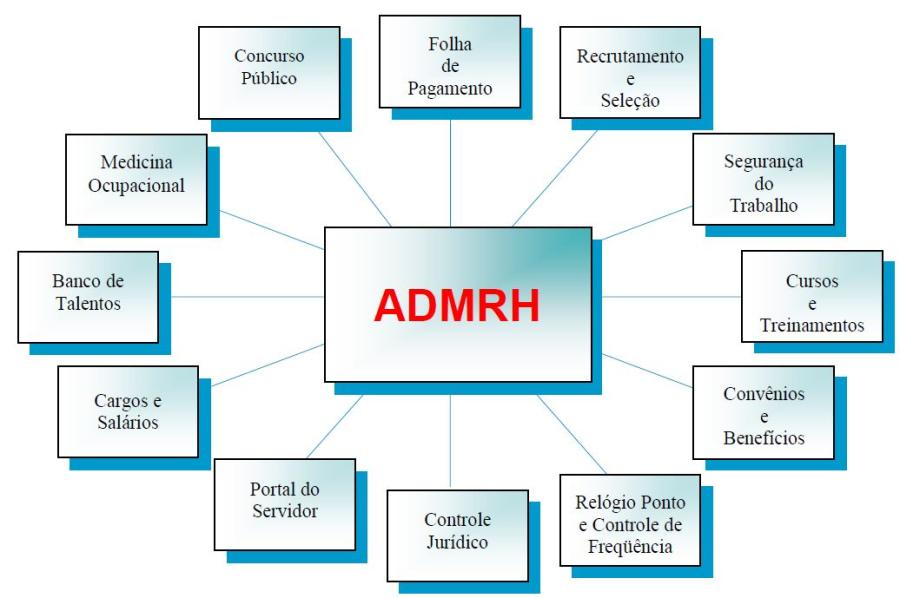 Concurso
Público
Folha
de
Pagamento
Recrutamento
e
Seleção
Medicina
Ocupacional
Segurança
do
Trabalho
Banco de
Talentos
ADMRH
Cursos
e
Treinamentos
Cargos e
Salários
Convênios
e
Benefícios
Portal do
Servidor
Controle
Jurídico
Relógio Ponto
e Controle de
Freqüência